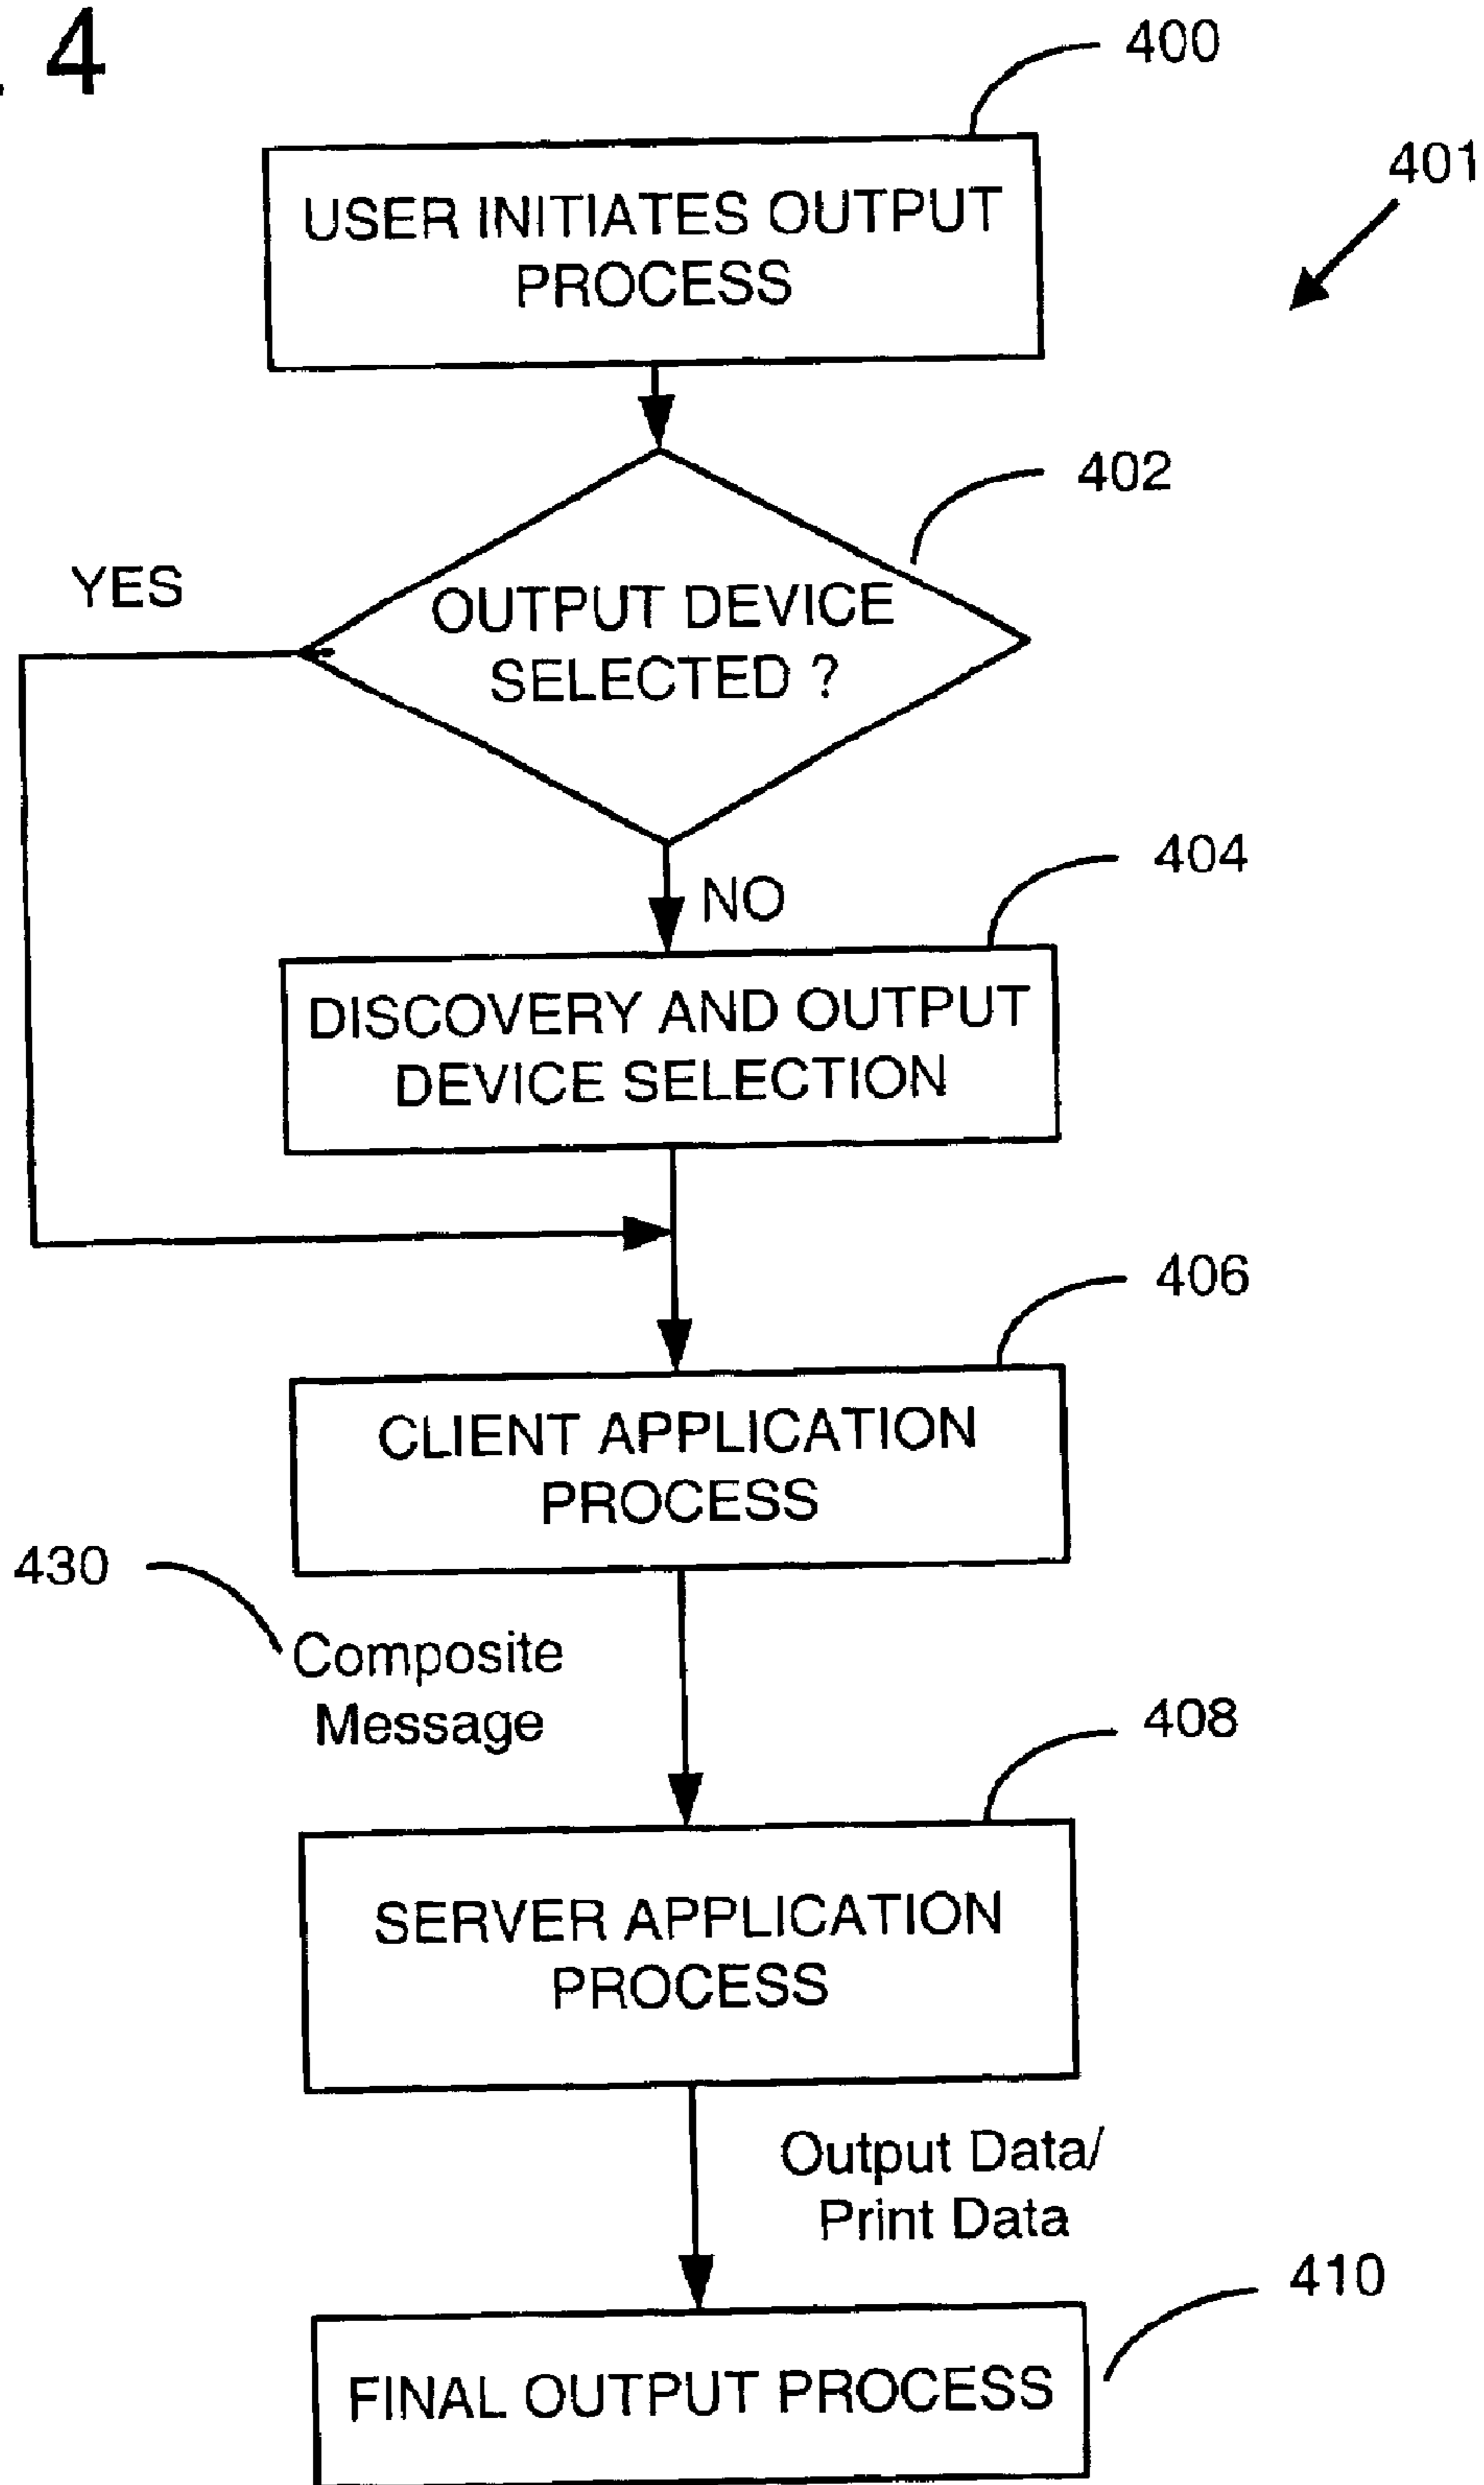 . 4
400
401
USER INITIATES OUTPUT
PROCESS
402
YES
OUTPUT DEVICE
SELECTED ?
404
NO
DISCOVERY AND OUTPUT
DEVICE SELECTION
406
CLIENT APPLICATION
PROCESS
430
Composite
Message
408
SERVER APPLICATION
PROCESS
Output Data/
Print Data
410
FINAL OUTPUT PROCESS